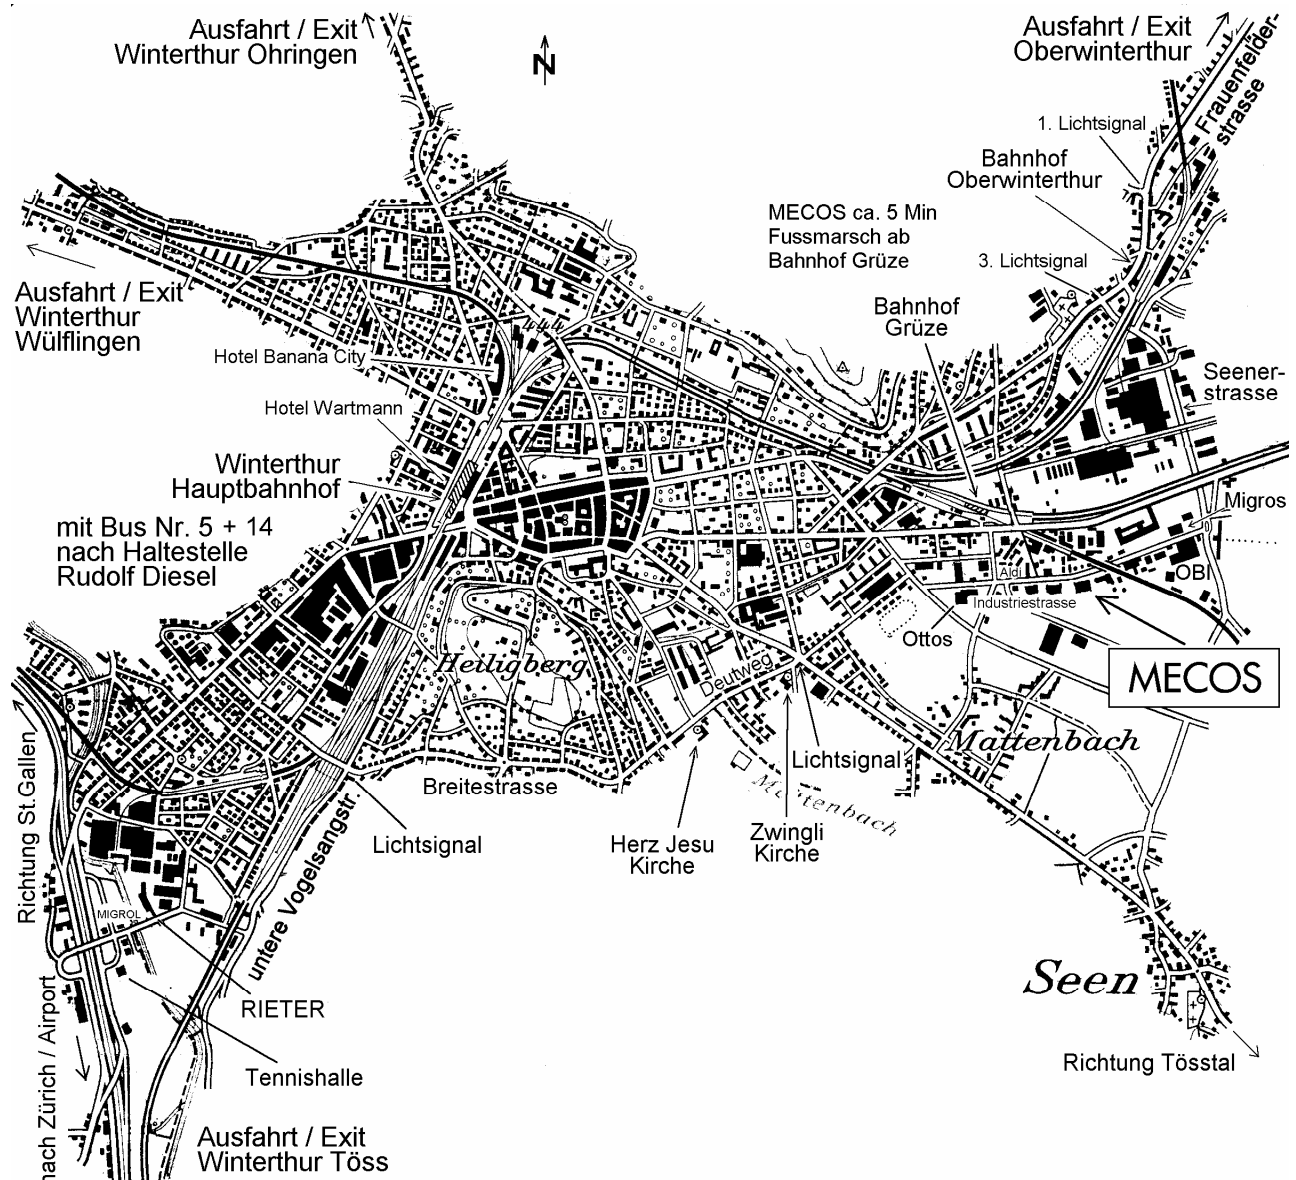 Ausfahrt / Exit
Winterthur Ohringen
N
Ausfahrt / Exit
Oberwinterthur
Frauenfelder-
strasse
1. Lichtsignal
Bahnhof
Oberwinterthur
MECOS ca. 5 Min
Fussmarsch ab
Bahnhof Grüze
3. Lichtsignal
Ausfahrt / Exit
Winterthur
Wülflingen
Bahnhof
Grüze
444
Hotel Banana City
Seener-
strasse
Hotel Wartmann
Winterthur
Hauptbahnhof
mit Bus Nr. 5 + 14
nach Haltestelle
Rudolf Diesel
Migros
OBI
Aldi
Industriestrasse
Ottos
MECOS
Heiligberg
Deutweg
Mattenbach
Lichtsignal
Mattenbach
Breitestrasse
Lichtsignal
Herz Jesu
Kirche
Zwingli
Kirche
Richtung St.Gallen
untere Vogelsangstr.
MIGROL
RIETER
Seen
nach Zürich / Airport
Tennishalle
Richtung Tösstal
Ausfahrt / Exit
Winterthur Töss